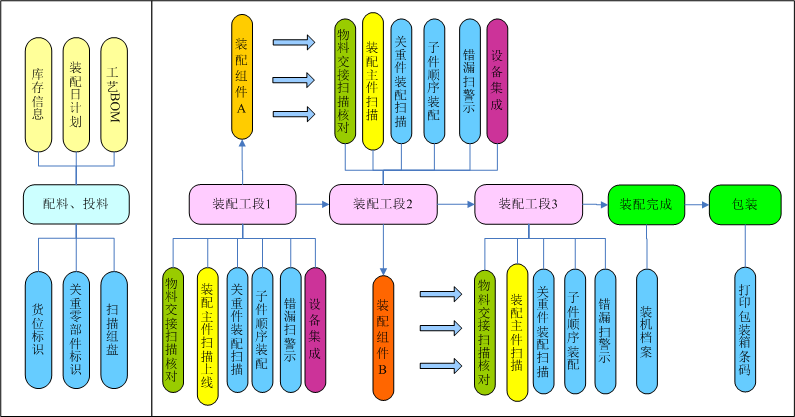 库存信息
装配日计划
工艺BOM
配料、投料
货位标识
关重零部件标识
扫描组盘
装配组件A
物料交接扫描核对
装配主件扫描
关重件装配扫描
子件顺序装配
错漏扫警示
设备集成
装配工段1
装配工段2
装配工段3
装配完成
包装
物料交接扫描核对
装配主件扫描上线
关重件装配扫描
子件顺序装配
错漏扫警示
设备集成
装配组件B
物料交接扫描核对
装配主件扫描
关重件装配扫描
子件顺序装配
错漏扫警示
装机档案
打印包装箱条码